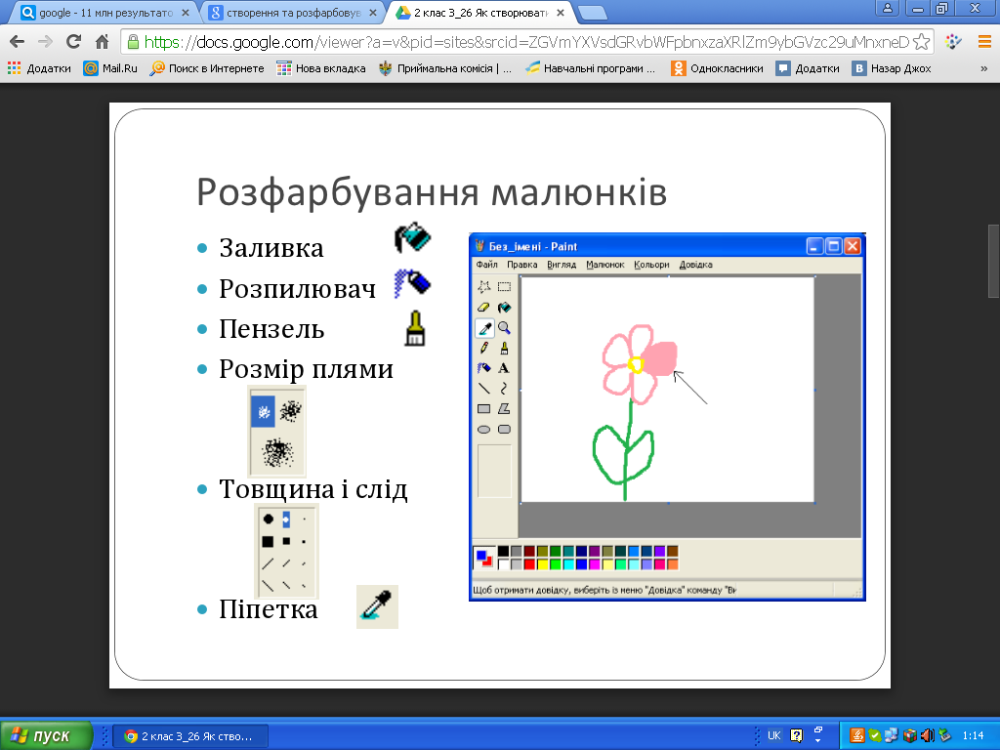 google - 11 млн результато
створення та розфарбовув
2 клас З_26 Як створюват
https://docs.google.com/viewer?a=v&pid=sites&srcid=ZGVmYXVsdGRvbWFpbnxzaXRlZm9ybGVzc29uMnxneD
Додатки
Mail.Ru
Поиск в Интернете
Нова вкладка
Приймальна комісія | ...
Навчальні програми ...
Однокласники
Додатки
Назар Джох
»
Розфарбування малюнків
Заливка
Розпилювач
Пензель
Розмір плями
Товщина і слід
Піпетка
Без_імені - Paint
Файл Правка Вигляд Малюнок Кольори Довідка
A
Щоб отримати довідку, виберіть із меню "Довідка" команду "Ви
пуск
2 клас З_26 Як ство...
UK
1:14